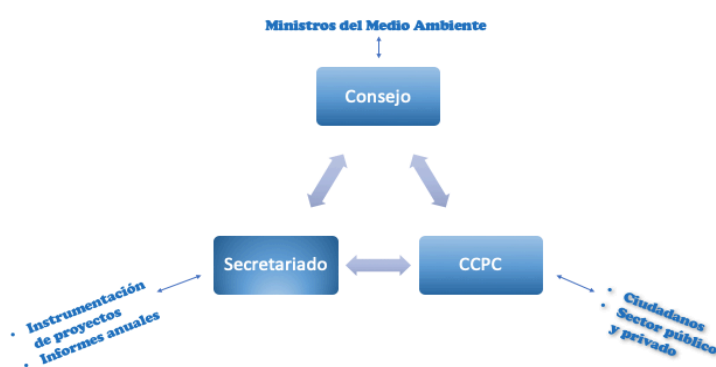 Ministros del Medio Ambiente
Consejo
Secretariado
CCPC
• Instrumentación
de proyectos
• Informes anuales
• Ciudadanos
• Sector público
y privado